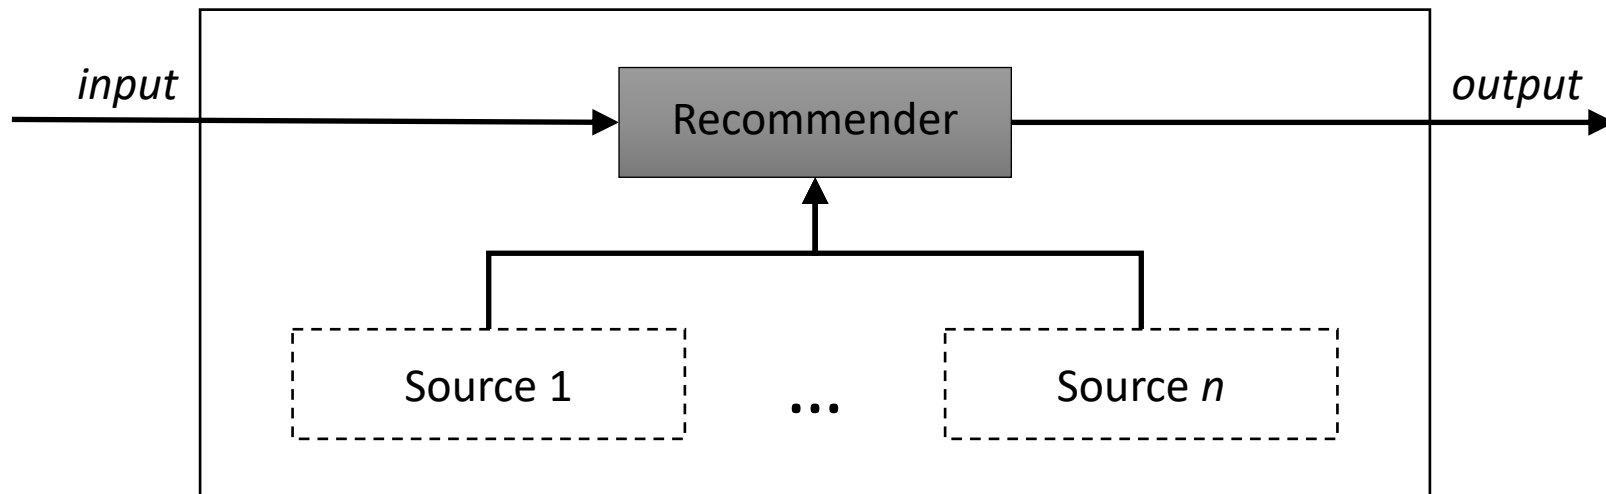 input
Recommender
output
Source 1
...
Source n